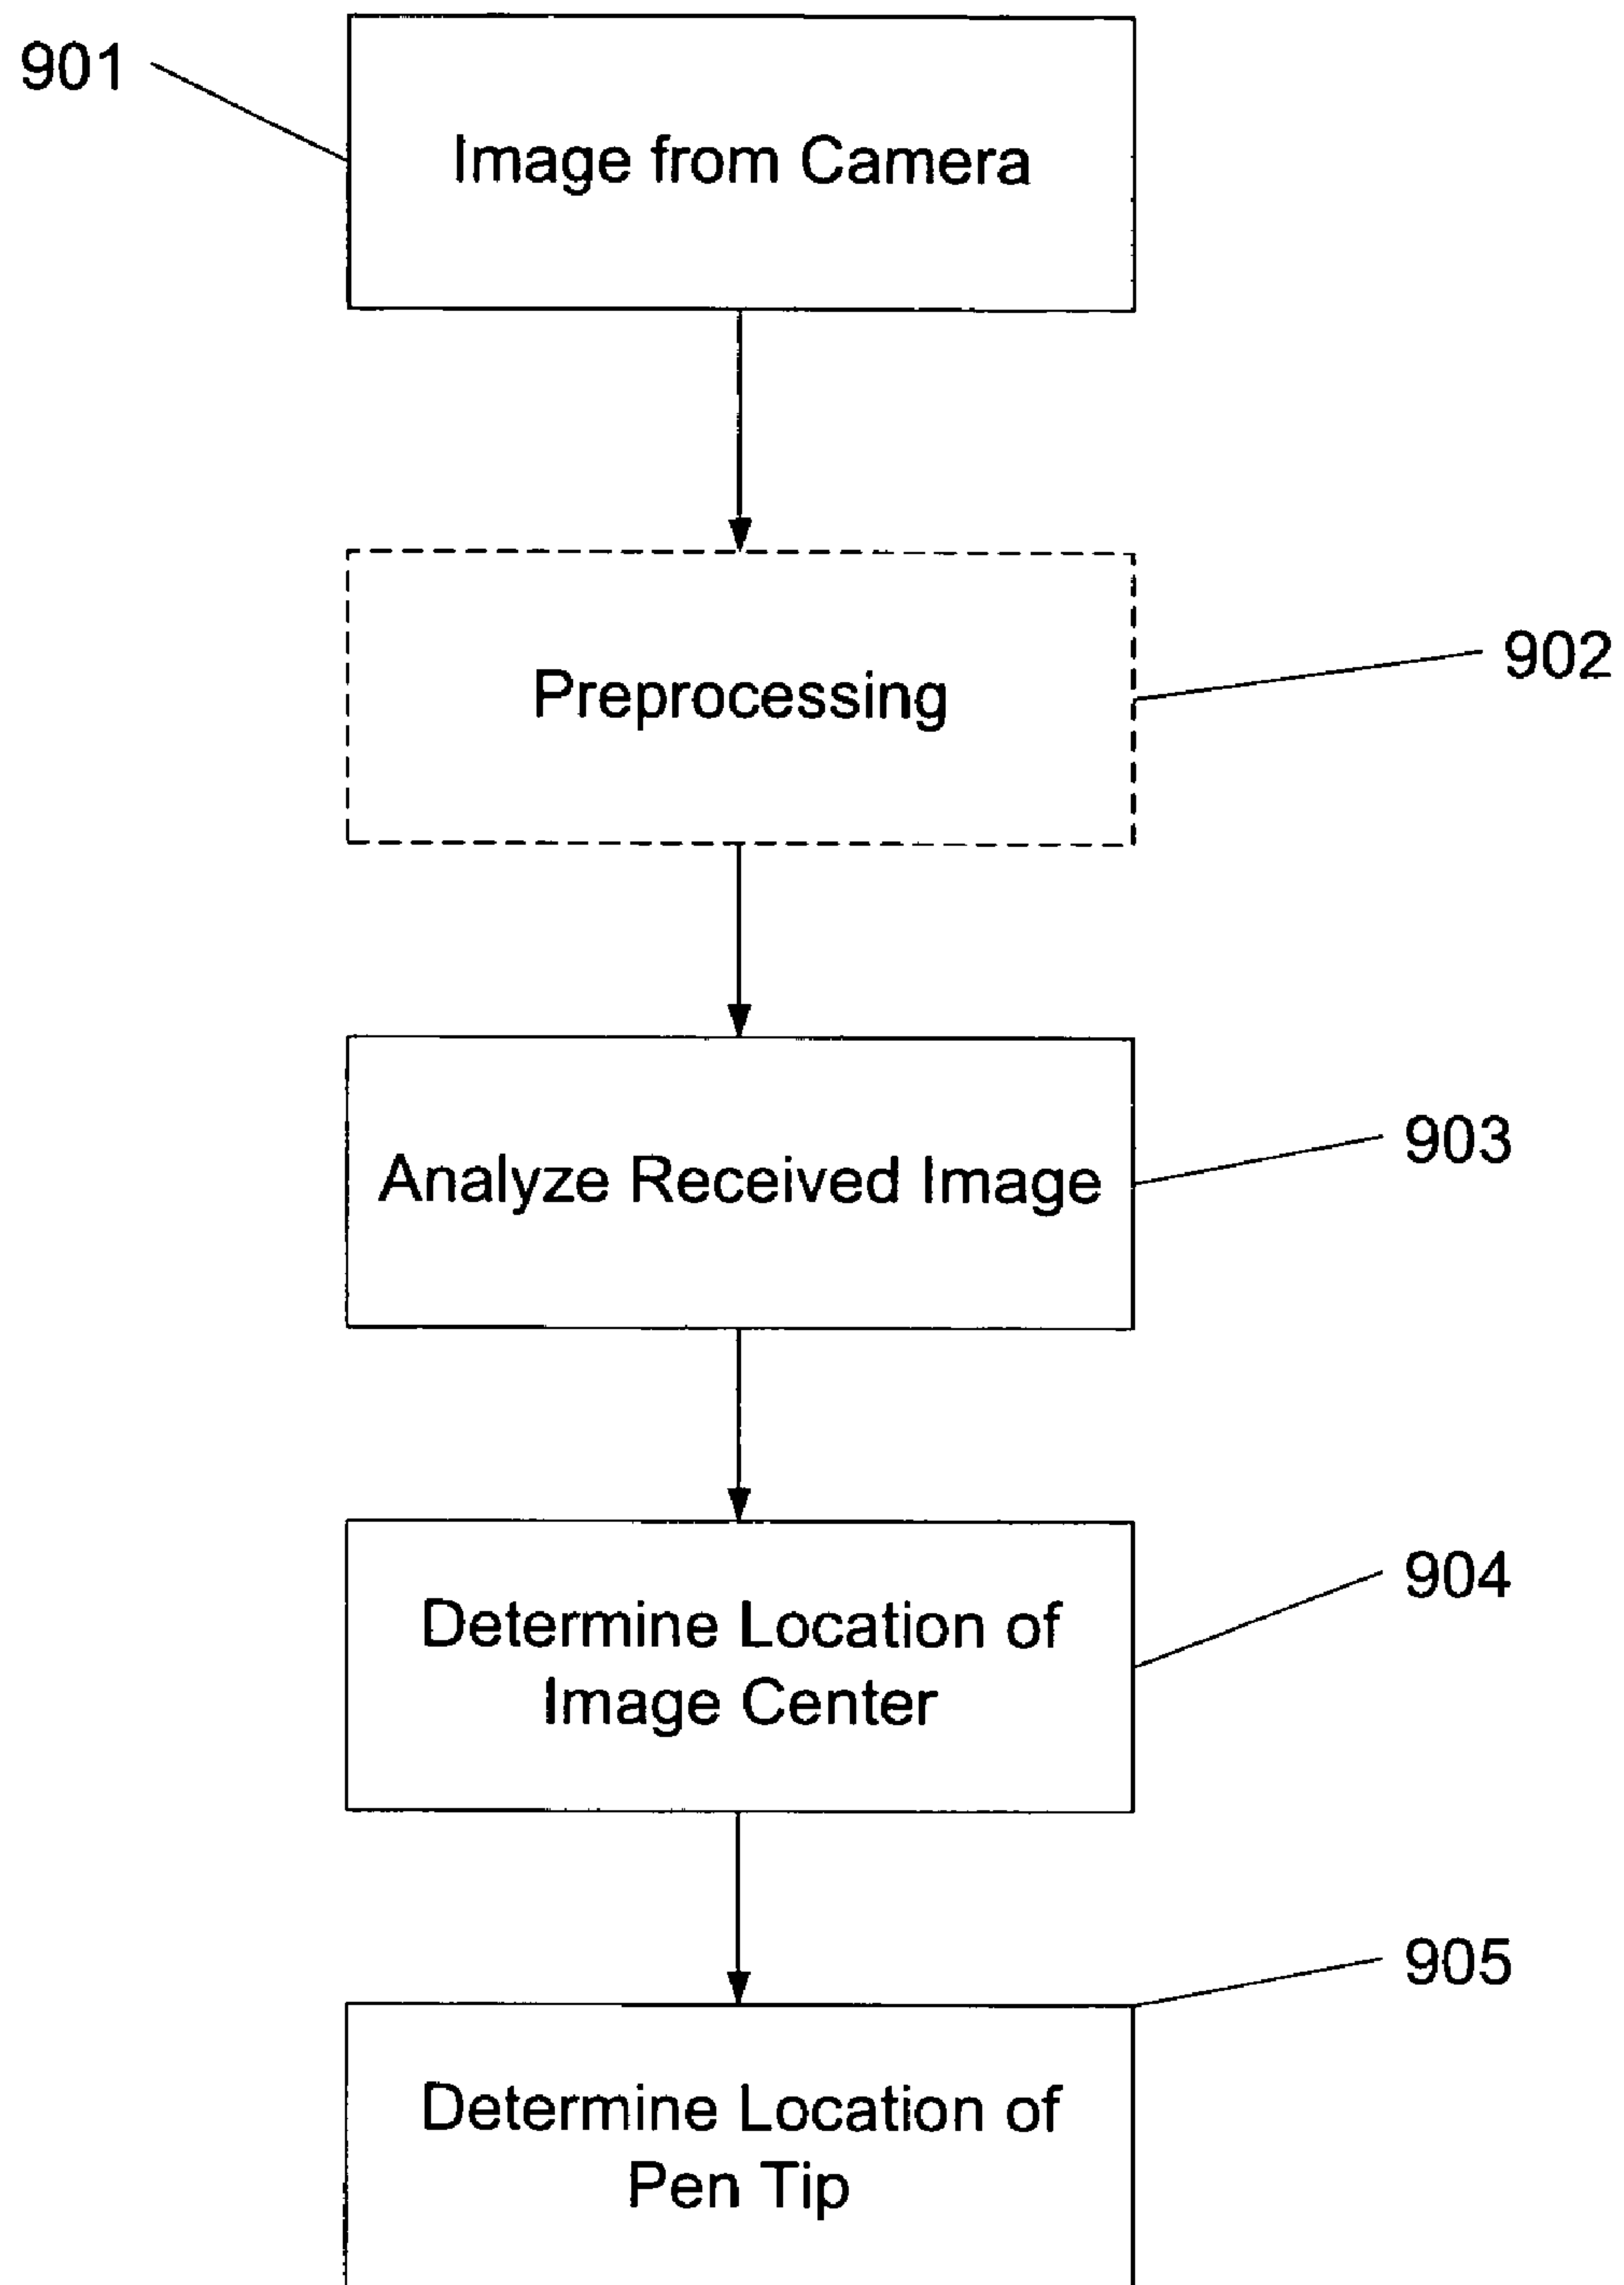 901
Image from Camera
902
Preprocessing
903
Analyze Received Image
904
Determine Location of
Image Center
905
Determine Location of
Pen Tip